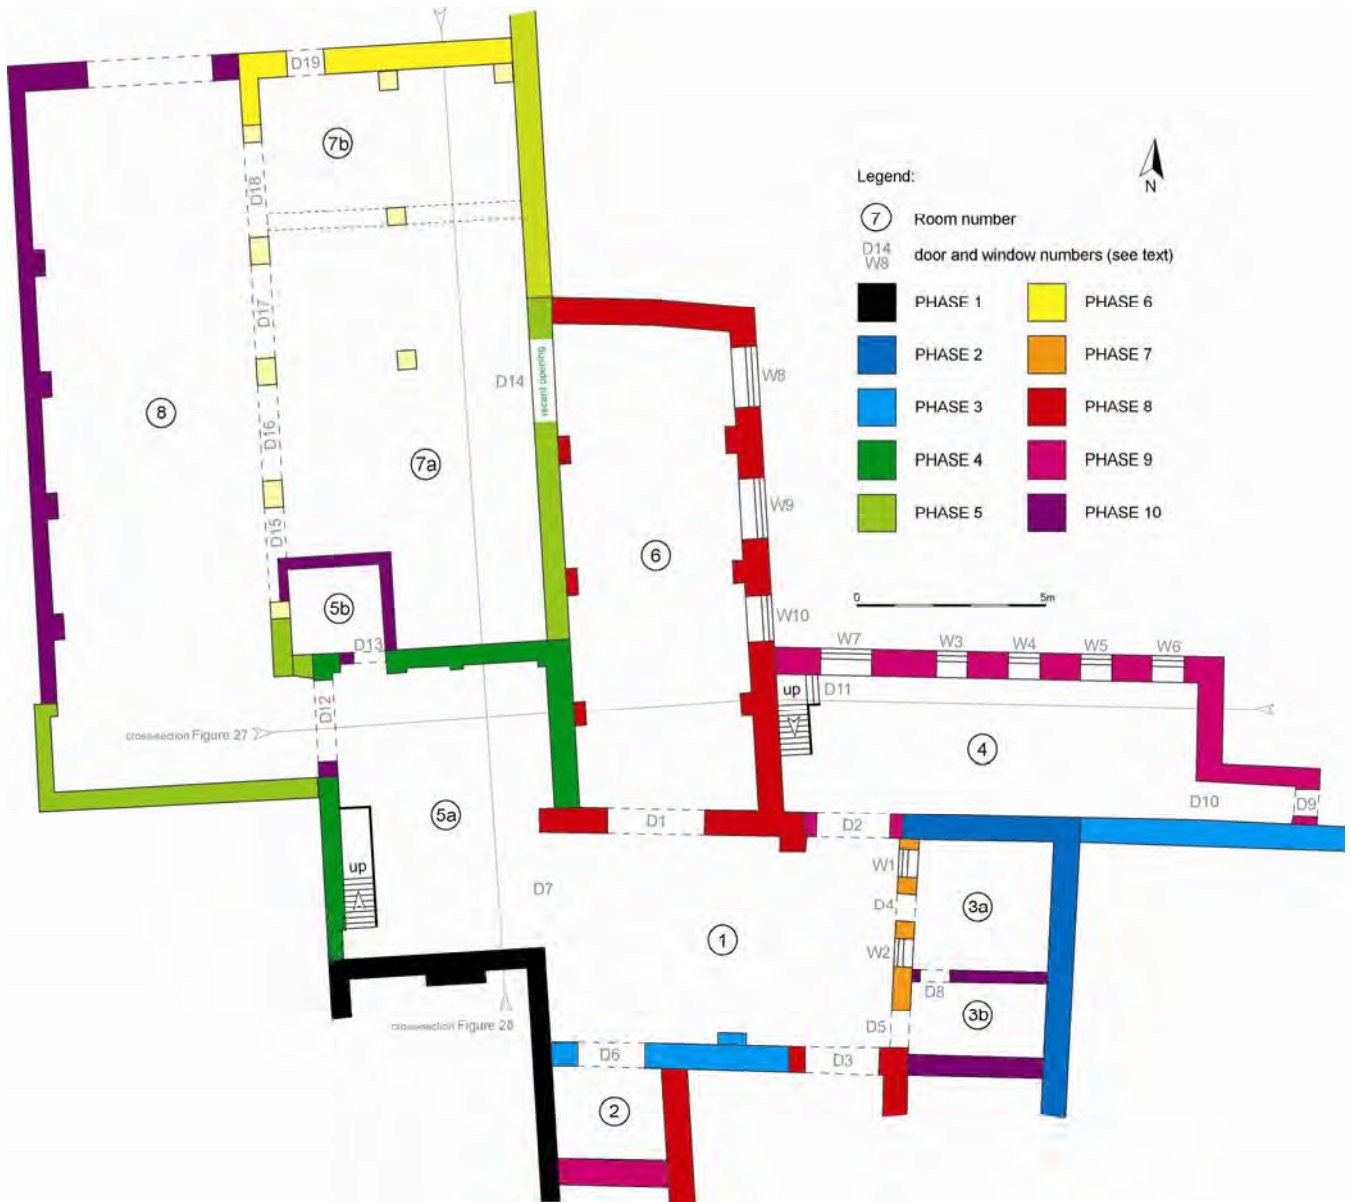 D19
7b
N
Legend:
7 Room number
D14
W8
door and window numbers (see text)
PHASE 1
PHASE 6
PHASE 2
PHASE 7
PHASE 3
PHASE 8
PHASE 4
PHASE 9
PHASE 5
PHASE 10
0
5m
D18
D17
D16
D15
8
7a
D14
recent opening
W8
W9
W10
6
5b
D13
D12
cross-section Figure 27
W7
W3
W4
W5
W6
up
D11
4
D10
D9
5a
up
D1
D2
D7
1
W1
D4
W2
D5
3a
D8
3b
cross-section Figure 28
D6
D3
2